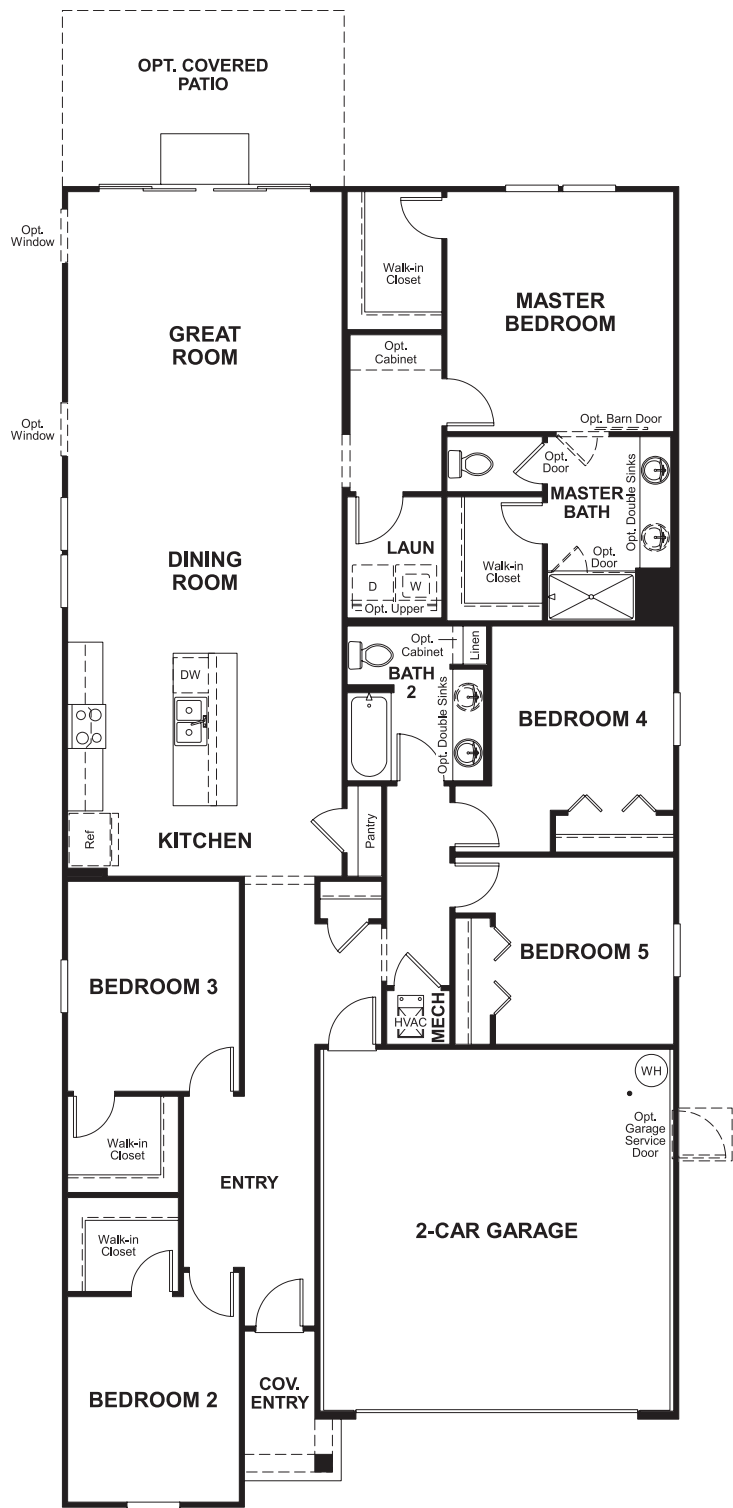 OPT. COVERED
PATIO
Opt.
Window
Walk-in
Closet
MASTER
BEDROOM
GREAT
ROOM
Opt.
Cabinet
Opt.
Window
Opt. Barn Door
Opt.
Door
MASTER
BATH
Opt. Double Sinks
LAUN
Opt.
Door
DINING
ROOM
Walk-in
Closet
D
W
Opt. Upper
Opt.
Cabinet
Linen
BATH
2
DW
Opt. Double Sinks
BEDROOM 4
Ref
KITCHEN
Pantry
BEDROOM 5
BEDROOM 3
HVAC
MECH
WH
Opt.
Garage
Service
Door
Walk-in
Closet
ENTRY
2-CAR GARAGE
Walk-in
Closet
COV.
ENTRY
BEDROOM 2